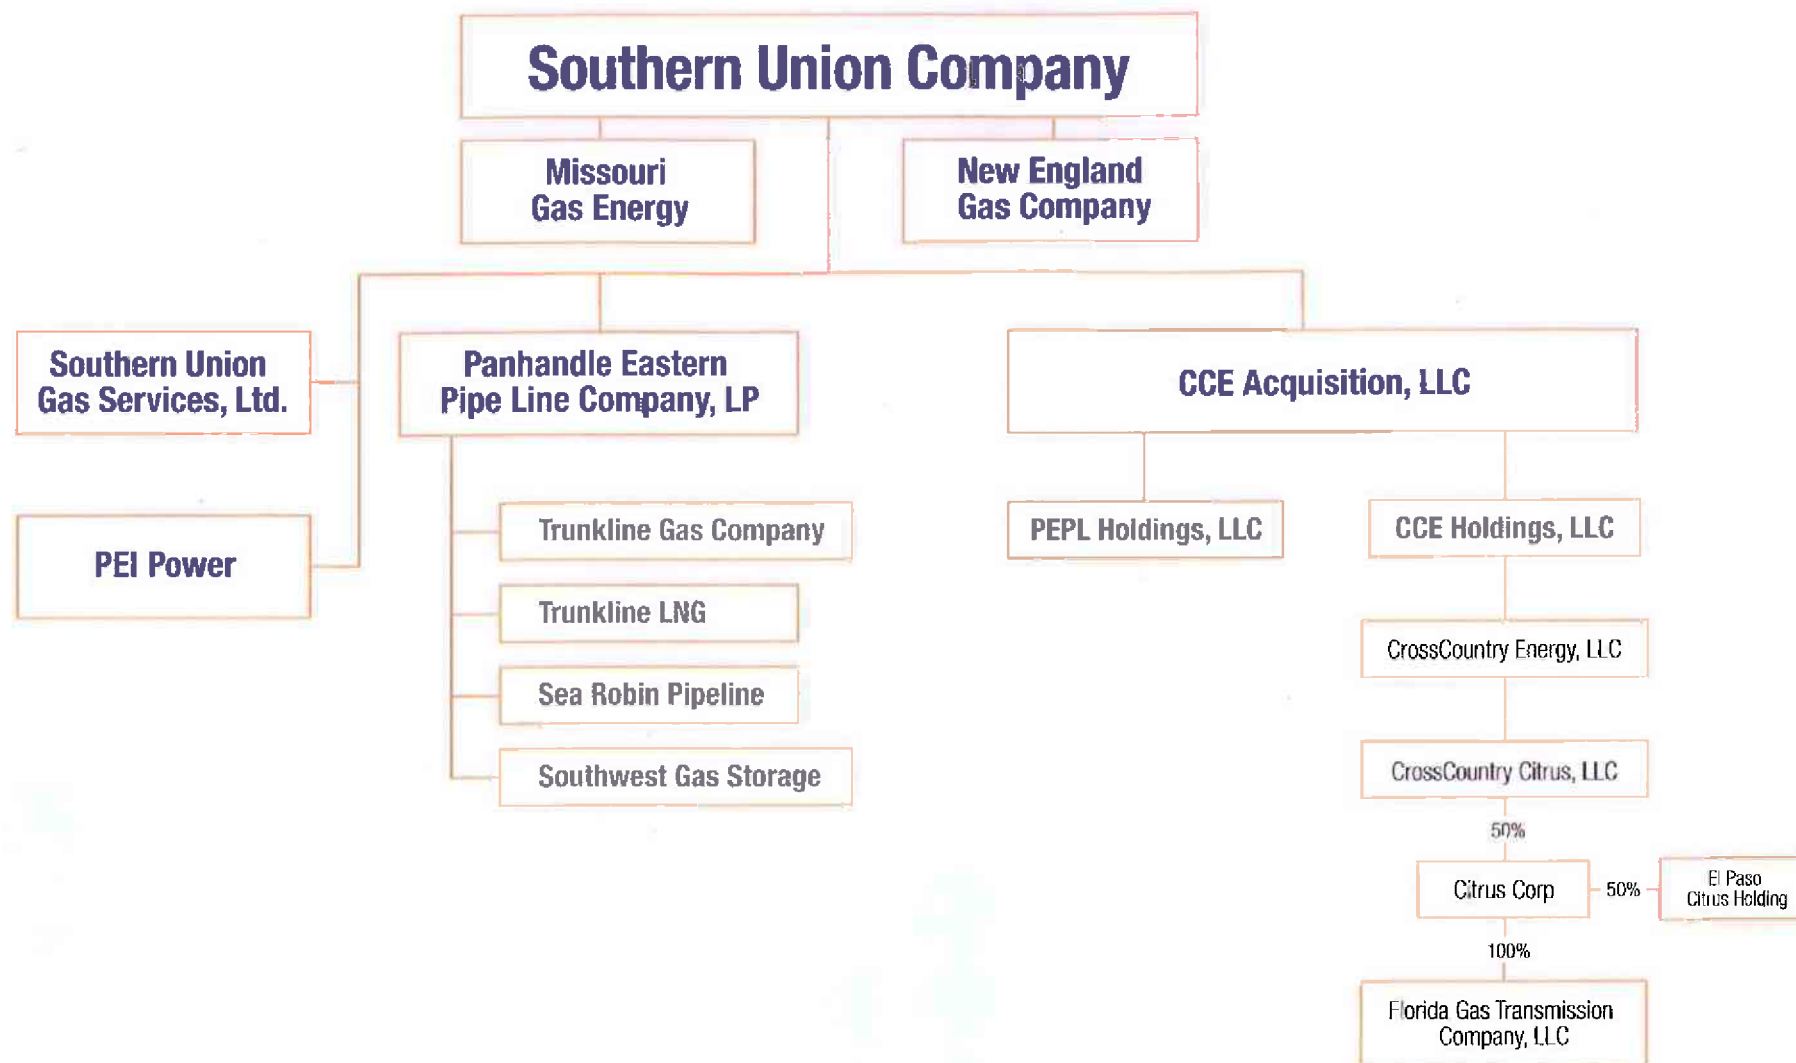 Southern Union Company
Missouri
Gas Energy
New England
Gas Company
Southern Union
Gas Services, Ltd.
Panhandle Eastern
Pipe Line Company, LP
CCE Acquisition, LLC
PEI Power
Trunkline Gas Company
Trunkline LNG
Sea Robin Pipeline
Southwest Gas Storage
PEPL Holdings, LLC
CCE Holdings, LLC
CrossCountry Energy, LLC
CrossCountry Citrus, LLC
50%
Citrus Corp
50%
El Paso
Citrus Holding
100%
Florida Gas Transmission
Company, LLC